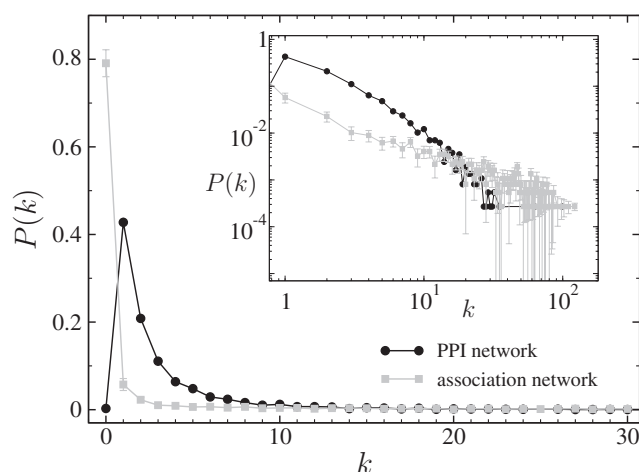 0.8
0.6
0.4
0.2
0
P(k)
0
10
20
30
k
1
10^{-2}
10^{-4}
P(k)
1
10^1
10^2
k
PPI network
association network